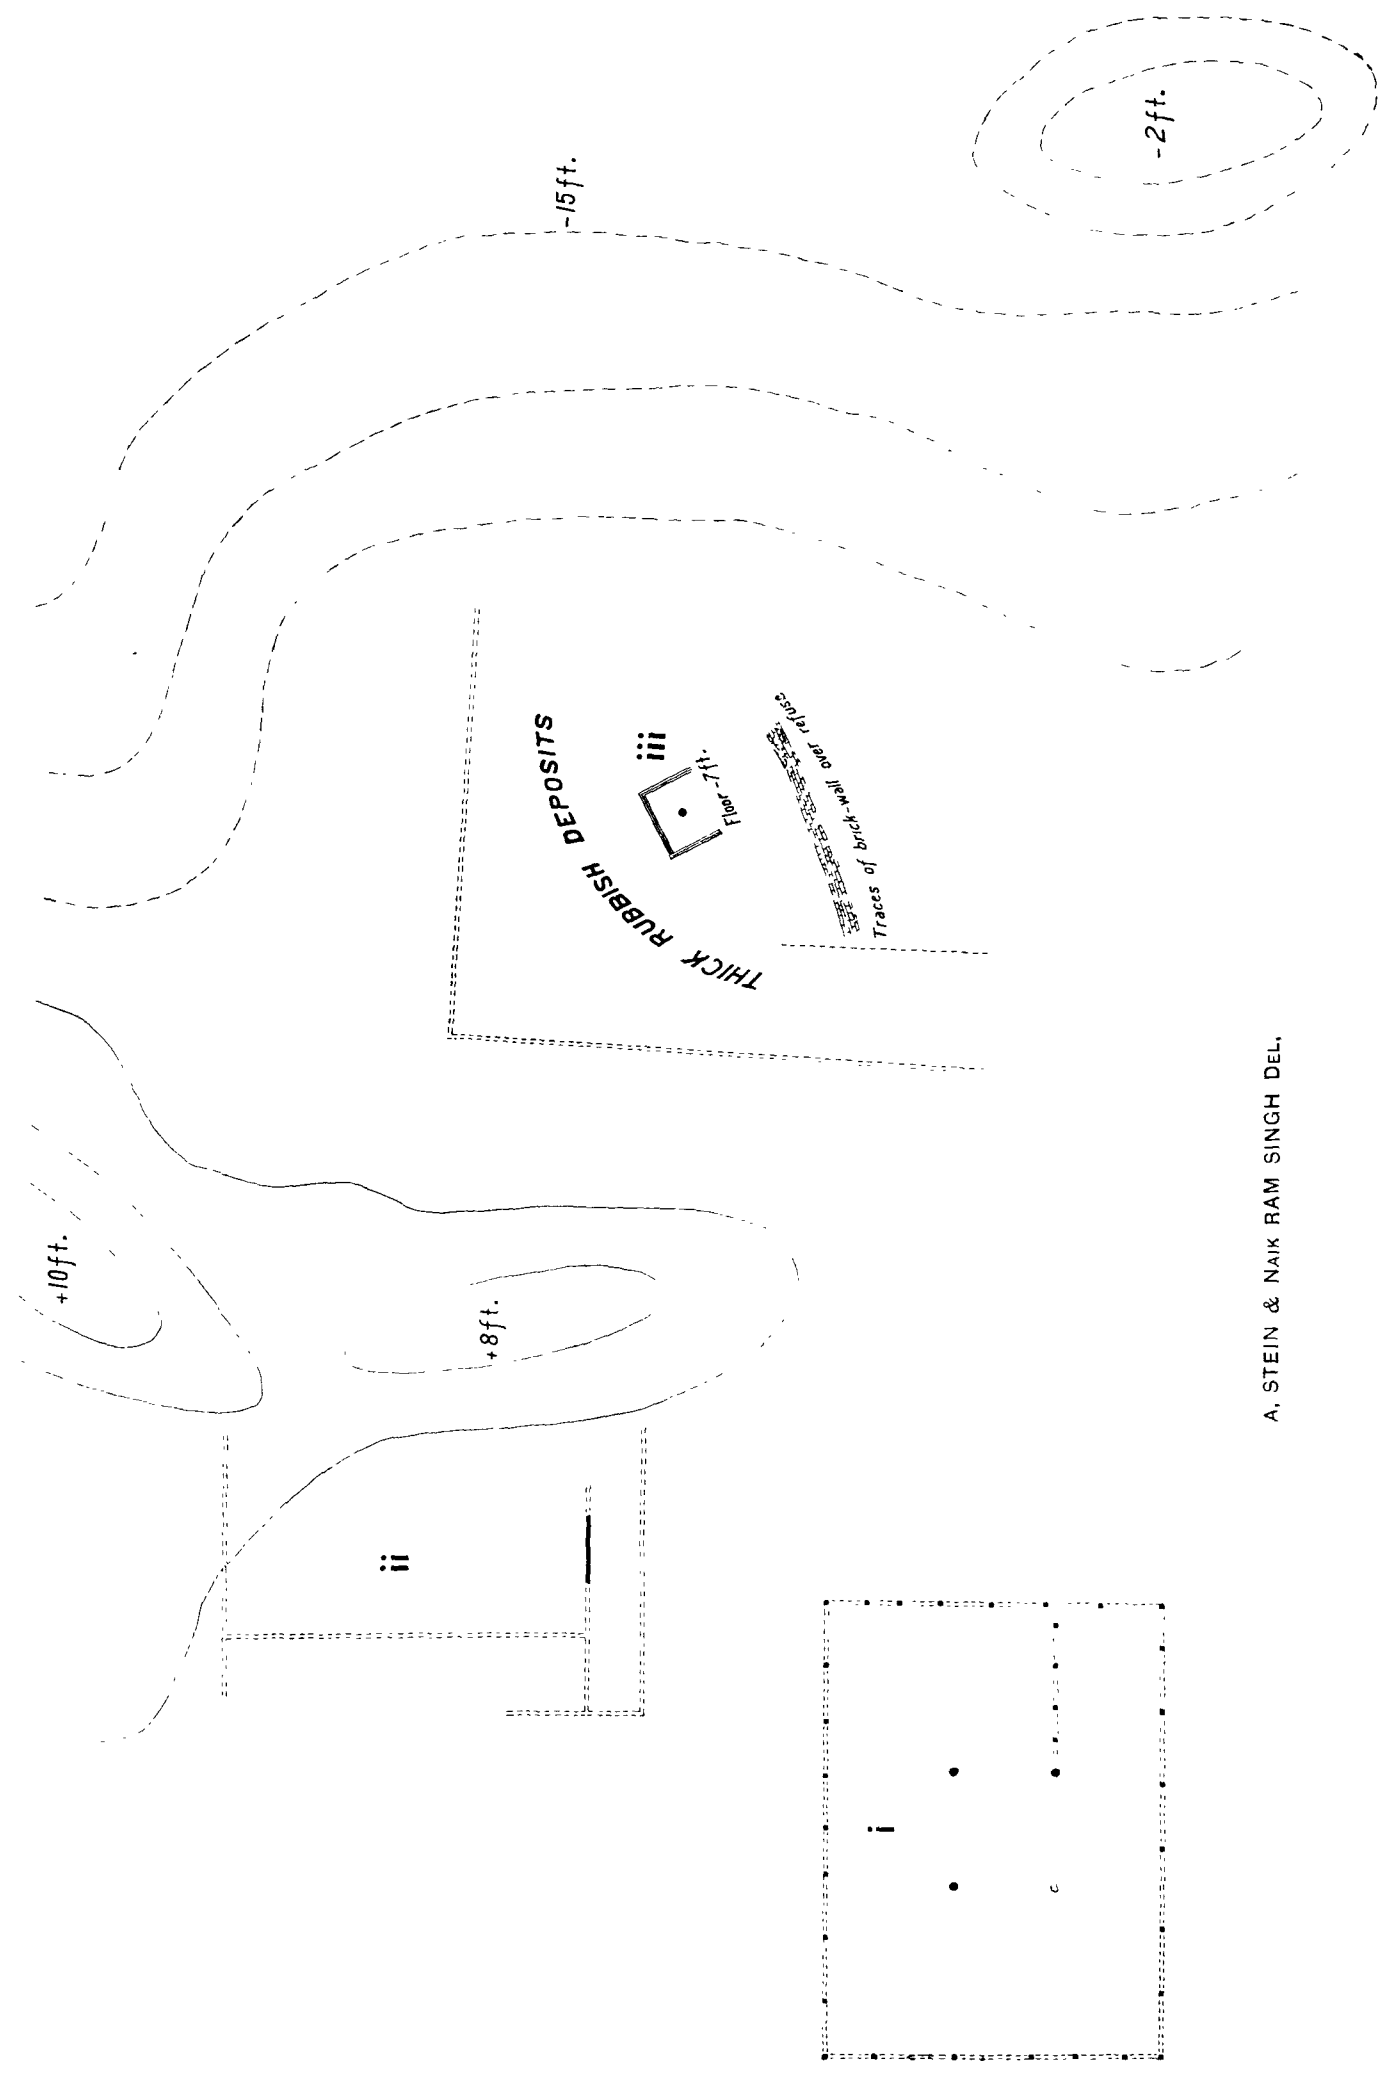 -2ft.
-15ft.
iii
THICK RUBBISH DEPOSITS
Floor-7ft.
Traces of brick-wall over refuse
+10ft.
+8ft.
ii
i
A. STEIN & NAIK RAM SINGH DEL.